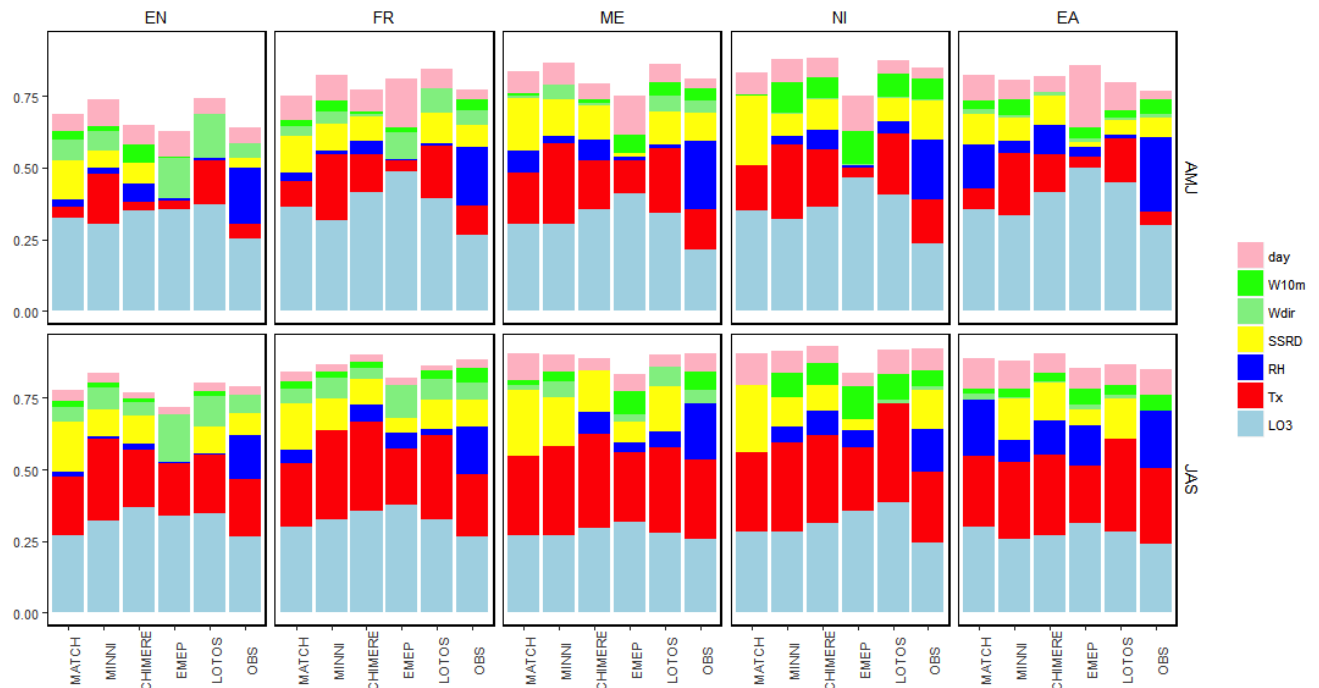 EN FR ME NI EA
0.75
0.50
0.25
0.00
AMJ
0.75
0.50
0.25
0.00
JAS
MATCH MINNI CHIMERE EMEP LOTOS OBS MATCH MINNI CHIMERE EMEP LOTOS OBS MATCH MINNI CHIMERE EMEP LOTOS OBS MATCH MINNI CHIMERE EMEP LOTOS OBS MATCH MINNI CHIMERE EMEP LOTOS OBS
day
W10m
Wdir
SSRD
RH
Tx
LO3